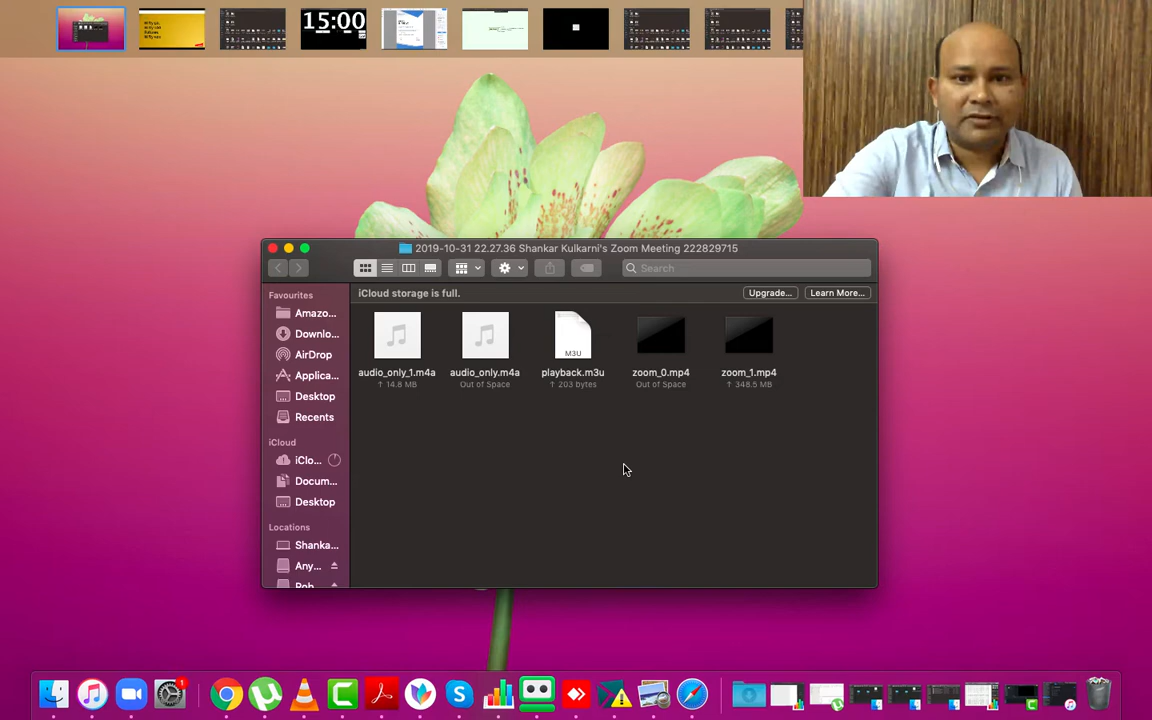 15:00
2019-10-31 22.27.36 Shankar Kulkarni's Zoom Meeting 222829715
Search
Favourites
Amazo...
Downlo...
AirDrop
Applica...
Desktop
Recents
iCloud
iClo...
Docum...
Desktop
Locations
Shanka...
Any...
Rob
iCloud storage is full.
Upgrade...
Learn More...
audio_only_1.m4a
↑ 14.8 MB
audio_only.m4a
Out of Space
M3U
playback.m3u
↑ 203 bytes
zoom_0.mp4
Out of Space
zoom_1.mp4
↑ 348.5 MB
1